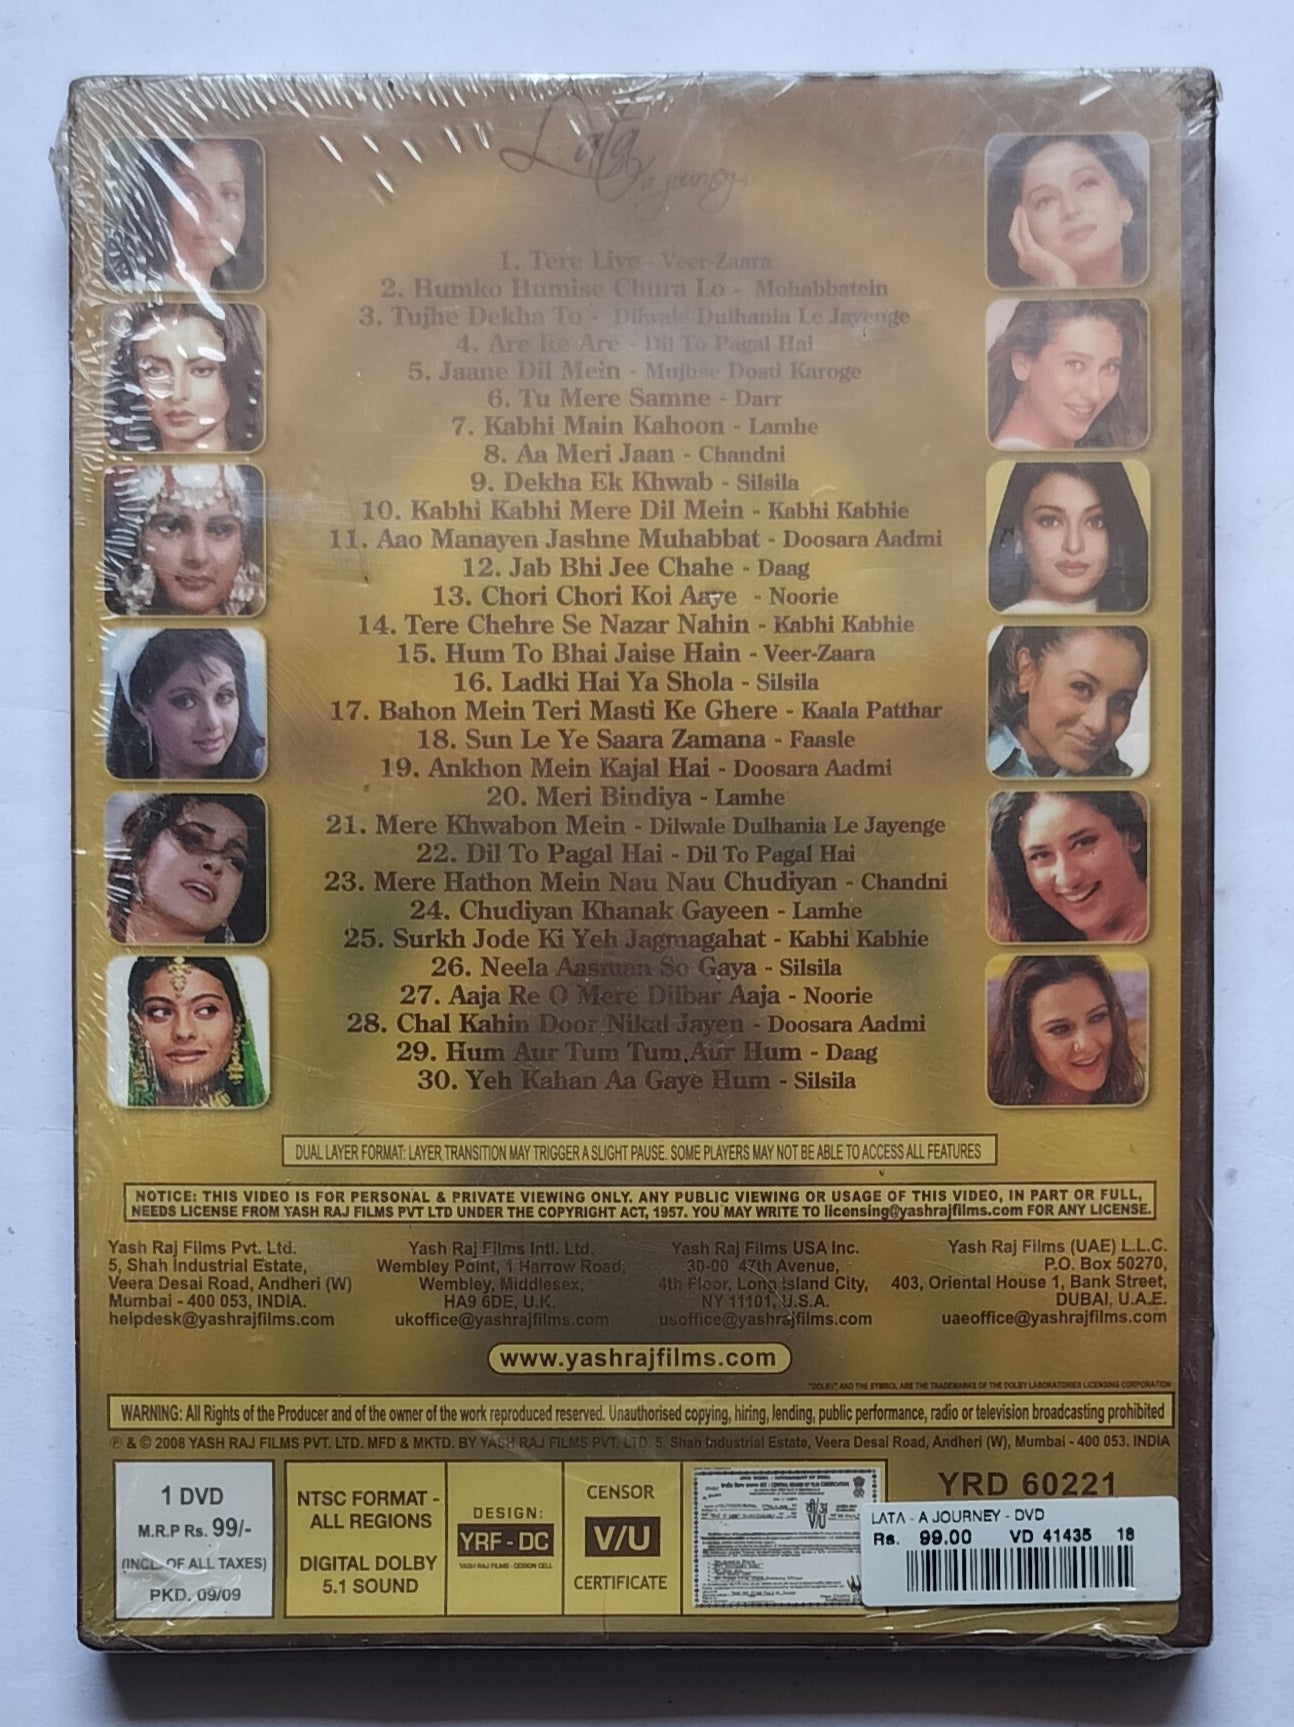 Lata
a journey
1. Tere Liye - Veer-Zaara
2. Humko Humise Chura Lo - Mohabbatein
3. Tujhe Dekha To - Dilwale Dulhania Le Jayenge
4. Are Re Are - Dil To Pagal Hai
5. Jaane Dil Mein - Mujhse Dosti Karoge
6. Tu Mere Samne - Darr
7. Kabhi Main Kahoon - Lamhe
8. Aa Meri Jaan - Chandni
9. Dekha Ek Khwab - Silsila
10. Kabhi Kabhi Mere Dil Mein - Kabhi Kabhie
11. Aao Manayen Jashne Muhabbat - Doosara Aadmi
12. Jab Bhi Jee Chahe - Daag
13. Chori Chori Koi Aaye - Noorie
14. Tere Chehre Se Nazar Nahin - Kabhi Kabhie
15. Hum To Bhai Jaise Hain - Veer-Zaara
16. Ladki Hai Ya Shola - Silsila
17. Bahon Mein Teri Masti Ke Ghere - Kaala Patthar
18. Sun Le Ye Saara Zamana - Faasle
19. Ankhon Mein Kajal Hai - Doosara Aadmi
20. Meri Bindiya - Lamhe
21. Mere Khwabon Mein - Dilwale Dulhania Le Jayenge
22. Dil To Pagal Hai - Dil To Pagal Hai
23. Mere Hathon Mein Nau Nau Chudiyan - Chandni
24. Chudiyan Khanak Gayeen - Lamhe
25. Surkh Jode Ki Yeh Jagmagahat - Kabhi Kabhie
26. Neela Aasman So Gaya - Silsila
27. Aaja Re O Mere Dilbar Aaja - Noorie
28. Chal Kahin Door Nikal Jayen - Doosara Aadmi
29. Hum Aur Tum Tum Aur Hum - Daag
30. Yeh Kahan Aa Gaye Hum - Silsila
DUAL LAYER FORMAT: LAYER TRANSITION MAY TRIGGER A SLIGHT PAUSE. SOME PLAYERS MAY NOT BE ABLE TO ACCESS ALL FEATURES
NOTICE: THIS VIDEO IS FOR PERSONAL & PRIVATE VIEWING ONLY. ANY PUBLIC VIEWING OR USAGE OF THIS VIDEO, IN PART OR FULL,
NEEDS LICENSE FROM YASH RAJ FILMS PVT LTD UNDER THE COPYRIGHT ACT, 1957. YOU MAY WRITE TO licensing@yashrajfilms.com FOR ANY LICENSE.
Yash Raj Films Pvt. Ltd.
5, Shah Industrial Estate,
Veera Desai Road, Andheri (W)
Mumbai - 400 053, INDIA.
helpdesk@yashrajfilms.com
Yash Raj Films Intl. Ltd.
Wembley Point, 1 Harrow Road,
Wembley, Middlesex,
HA9 6DE, U.K.
ukoffice@yashrajfilms.com
Yash Raj Films USA Inc.
30-00 47th Avenue,
4th Floor, Long Island City,
NY 11101, U.S.A.
usoffice@yashrajfilms.com
Yash Raj Films (UAE) L.L.C.
P.O. Box 50270,
403, Oriental House 1, Bank Street,
DUBAI, U.A.E.
uaeoffice@yashrajfilms.com
www.yashrajfilms.com
"DOLBY" AND THE SYMBOL ARE THE TRADEMARKS OF THE DOLBY LABORATORIES LICENSING CORPORATION
WARNING: All Rights of the Producer and of the owner of the work reproduced reserved. Unauthorised copying, hiring, lending, public performance, radio or television broadcasting prohibited
℗ & © 2008 YASH RAJ FILMS PVT. LTD. MFD & MKTD. BY YASH RAJ FILMS PVT. LTD. 5, Shah Industrial Estate, Veera Desai Road, Andheri (W), Mumbai - 400 053. INDIA
1 DVD
M.R.P Rs. 99/-
(INCL. OF ALL TAXES)
PKD. 09/09
NTSC FORMAT -
ALL REGIONS
DIGITAL DOLBY
5.1 SOUND
DESIGN:
YRF - DC
YASH RAJ FILMS - DESIGN CELL
CENSOR
V/U
CERTIFICATE
व/अ
V/U
YRD 60221
LATA - A JOURNEY - DVD
Rs. 99.00 VD 41435 18